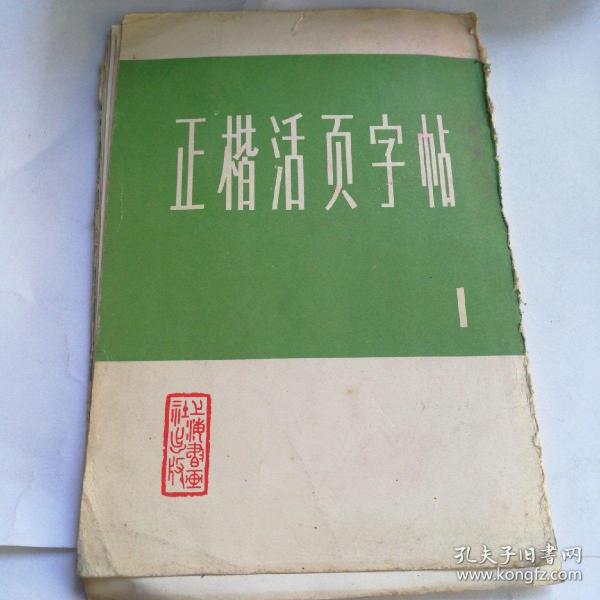 正楷活页字帖
1
上海书画
社出版
孔夫子旧书网
www.kongfz.com